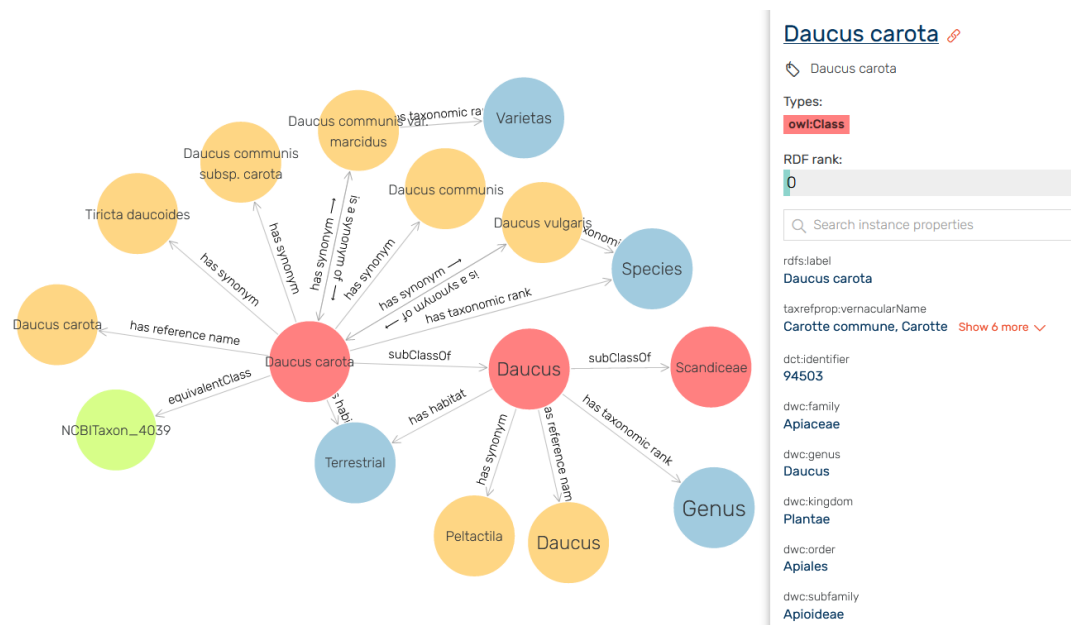 Daucus communis var.
marcidus
s taxonomic ra
Varietas
Daucus communis
subsp. carota
Daucus communis
Tiricta daucoides
Daucus vulgaris
xonomi
Species
has synonym
has synonym
← has synonym
is a synonym of →
has synonym
has synonym →
← is a synonym of
has taxonomic rank
Daucus carota
has reference name
Daucus carota
subClassOf
Daucus
subClassOf
Scandiceae
equivalentClass
NCBITaxon_4039
s habi
Terrestrial
has habitat
has synonym
as reference nam
has taxonomic rank
Genus
Peltactila
Daucus
Daucus carota
Daucus carota
Types:
owl:Class
RDF rank:
0
Search instance properties
rdfs:label
Daucus carota
taxrefprop:vernacularName
Carotte commune, Carotte Show 6 more
dct:identifier
94503
dwc:family
Apiaceae
dwc:genus
Daucus
dwc:kingdom
Plantae
dwc:order
Apiales
dwc:subfamily
Apioideae